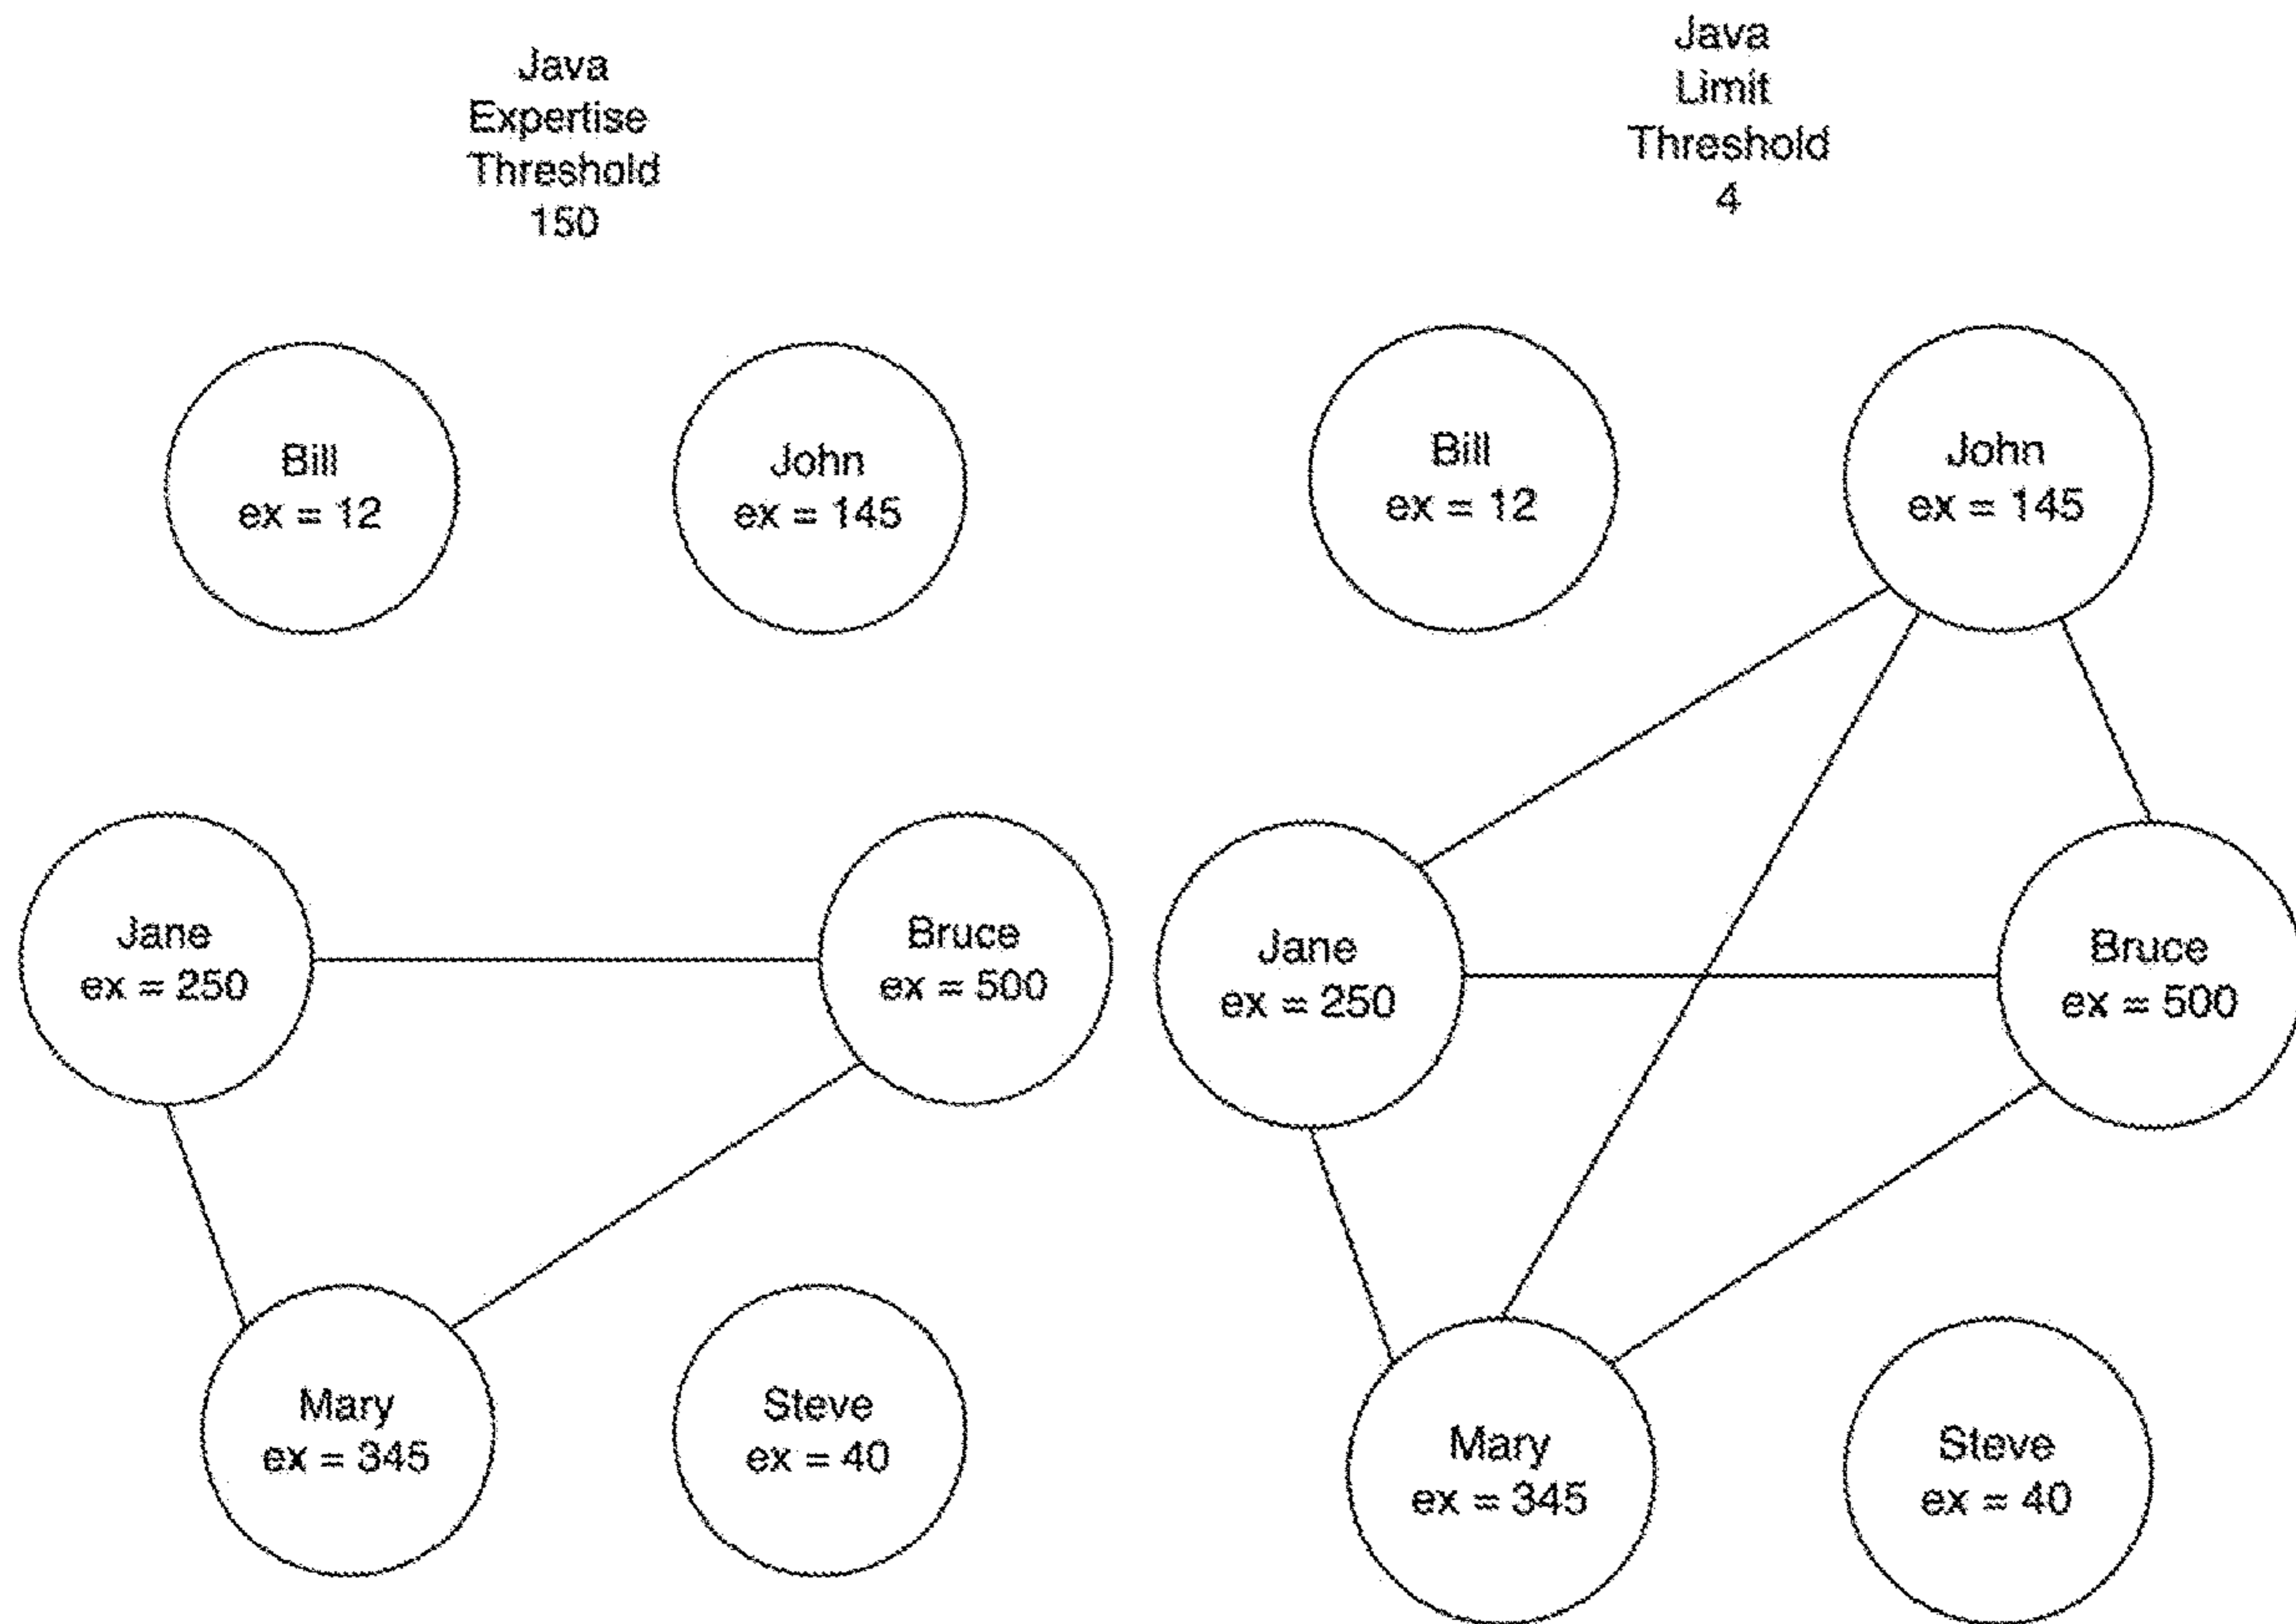 Java
Expertise
Threshold
150
Bill
ex = 12
John
ex = 145
Jane
ex = 250
Bruce
ex = 500
Mary
ex = 345
Steve
ex = 40
Java
Limit
Threshold
4
Bill
ex = 12
John
ex = 145
Jane
ex = 250
Bruce
ex = 500
Mary
ex = 345
Steve
ex = 40